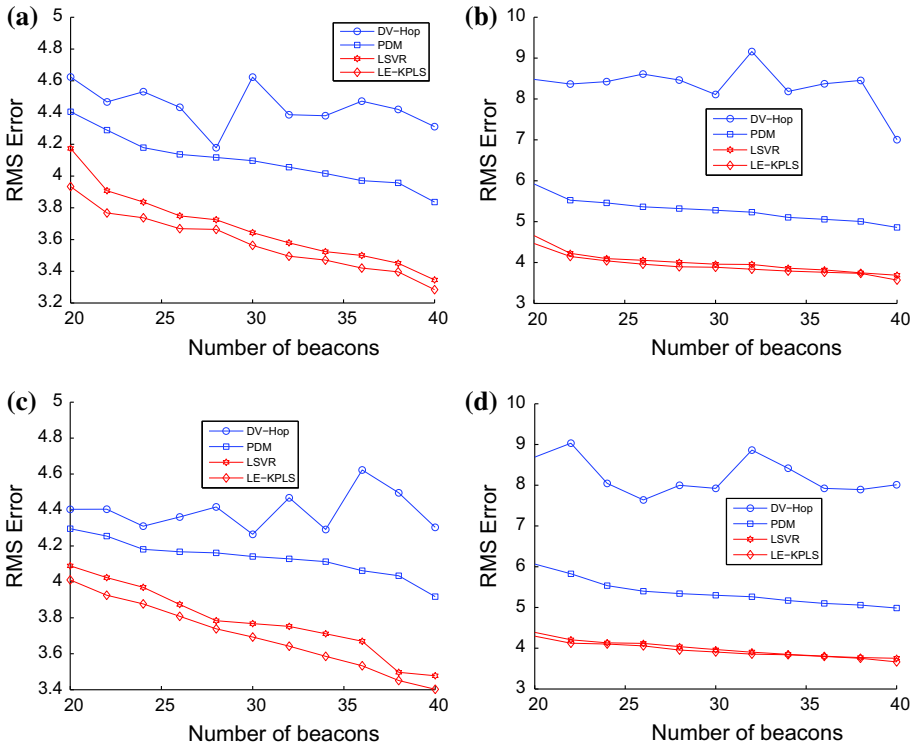 (a)
RMS Error
5
4.8
4.6
4.4
4.2
4
3.8
3.6
3.4
3.2
20 25 30 35 40
Number of beacons
DV-Hop
PDM
LSVR
LE-KPLS
(b)
RMS Error
10
9
8
7
6
5
4
3
20 25 30 35 40
Number of beacons
DV-Hop
PDM
LSVR
LE-KPLS
(c)
RMS Error
5
4.8
4.6
4.4
4.2
4
3.8
3.6
3.4
20 25 30 35 40
Number of beacons
DV-Hop
PDM
LSVR
LE-KPLS
(d)
RMS Error
10
9
8
7
6
5
4
3
20 25 30 35 40
Number of beacons
DV-Hop
PDM
LSVR
LE-KPLS